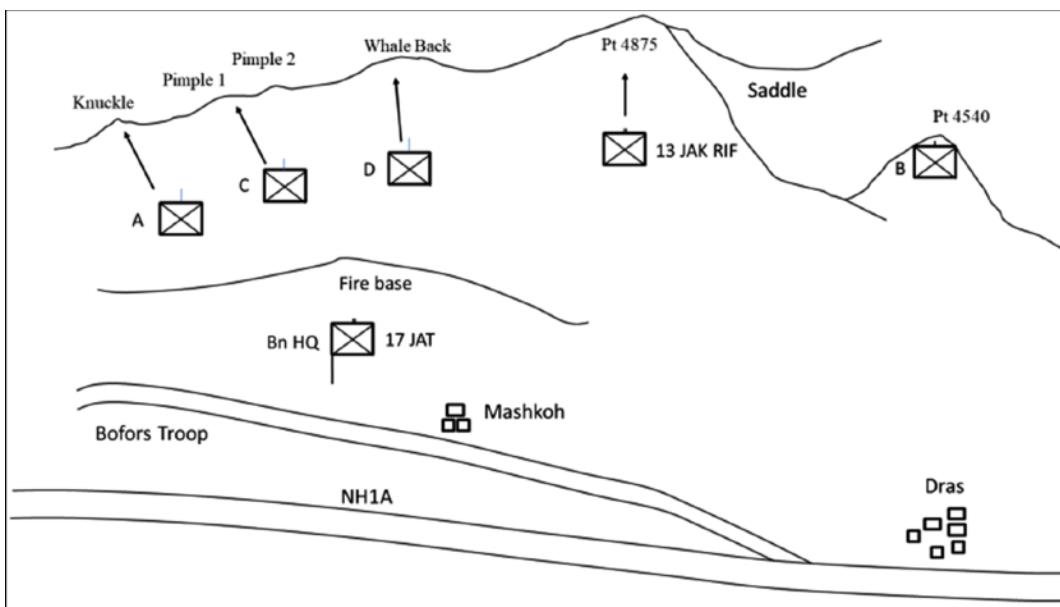 Whale Back
Pt 4875
Pimple 2
Pimple 1
Knuckle
Saddle
Pt 4540
13 JAK RIF
D
B
C
A
Fire base
Bn HQ
17 JAT
Mashkoh
Bofors Troop
NH1A
Dras